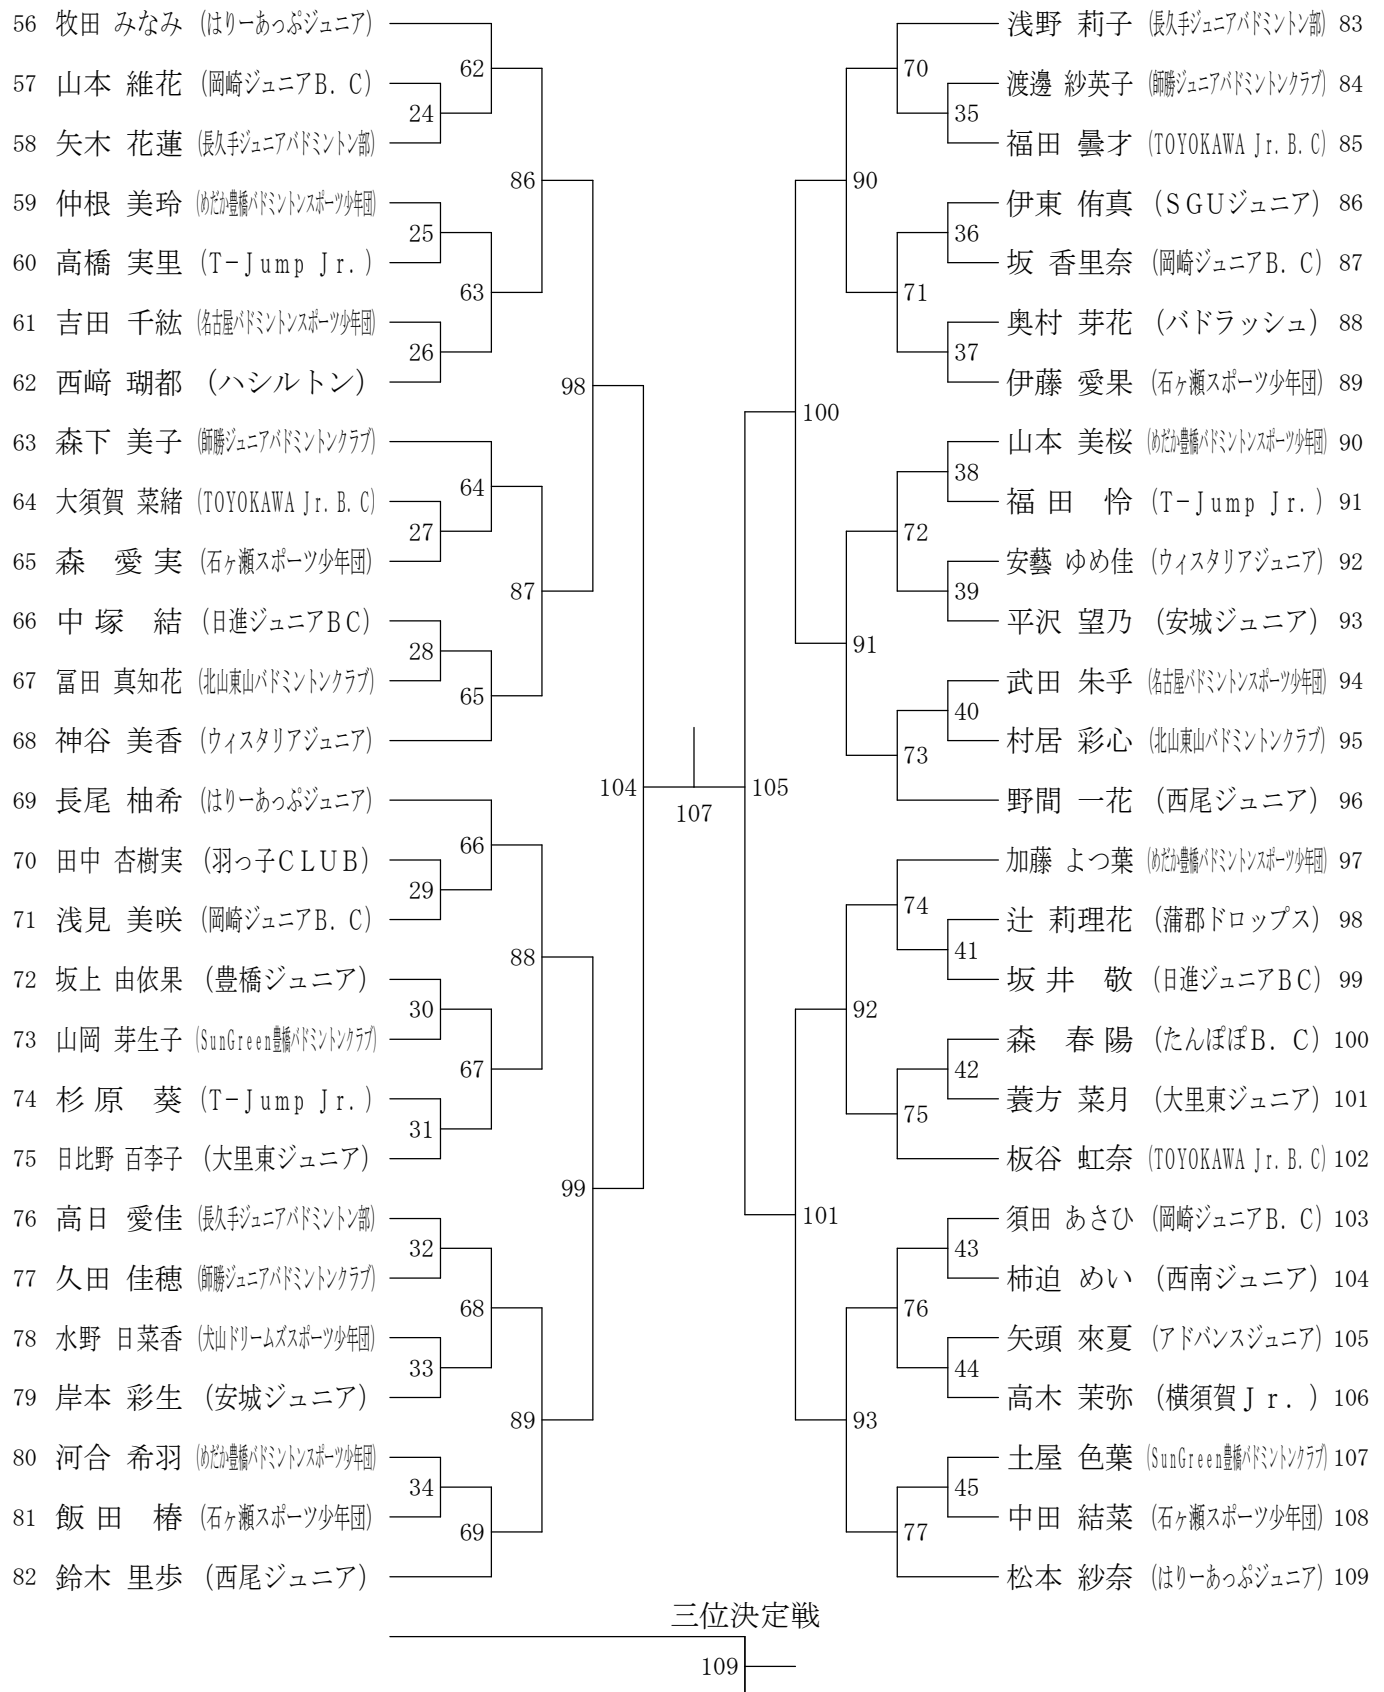 56 牧田 みなみ (はりーあっぷジュニア)
57 山本 維花 (岡崎ジュニアB.C)
58 矢木 花蓮 (長久手ジュニアバドミントン部)
59 仲根 美玲 (めだか豊橋バドミントンスポーツ少年団)
60 高橋 実里 (T-Jump Jr.)
61 吉田 千紘 (名古屋バドミントンスポーツ少年団)
62 西﨑 瑚都 (ハシルトン)
63 森下 美子 (師勝ジュニアバドミントンクラブ)
64 大須賀 菜緒 (TOYOKAWA Jr.B.C)
65 森 愛実 (石ヶ瀬スポーツ少年団)
66 中塚 結 (日進ジュニアBC)
67 冨田 真知花 (北山東山バドミントンクラブ)
68 神谷 美香 (ウィスタリアジュニア)
69 長尾 柚希 (はりーあっぷジュニア)
70 田中 杏樹実 (羽っ子CLUB)
71 浅見 美咲 (岡崎ジュニアB.C)
72 坂上 由依果 (豊橋ジュニア)
73 山岡 芽生子 (SunGreen豊橋バドミントンクラブ)
74 杉原 葵 (T-Jump Jr.)
75 日比野 百李子 (大里東ジュニア)
76 高日 愛佳 (長久手ジュニアバドミントン部)
77 久田 佳穂 (師勝ジュニアバドミントンクラブ)
78 水野 日菜香 (犬山ドリームズスポーツ少年団)
79 岸本 彩生 (安城ジュニア)
80 河合 希羽 (めだか豊橋バドミントンスポーツ少年団)
81 飯田 椿 (石ヶ瀬スポーツ少年団)
82 鈴木 里歩 (西尾ジュニア)
24
25
26
27
28
29
30
31
32
33
34
62
63
64
65
66
67
68
69
86
87
88
89
98
99
104
107
105
100
101
90
91
92
93
70
71
72
73
74
75
76
77
35
36
37
38
39
40
41
42
43
44
45
浅野 莉子 (長久手ジュニアバドミントン部) 83
渡邊 紗英子 (師勝ジュニアバドミントンクラブ) 84
福田 曇才 (TOYOKAWA Jr.B.C) 85
伊東 侑真 (SGUジュニア) 86
坂 香里奈 (岡崎ジュニアB.C) 87
奥村 芽花 (バドラッシュ) 88
伊藤 愛果 (石ヶ瀬スポーツ少年団) 89
山本 美桜 (めだか豊橋バドミントンスポーツ少年団) 90
福田 怜 (T-Jump Jr.) 91
安藝 ゆめ佳 (ウィスタリアジュニア) 92
平沢 望乃 (安城ジュニア) 93
武田 朱乎 (名古屋バドミントンスポーツ少年団) 94
村居 彩心 (北山東山バドミントンクラブ) 95
野間 一花 (西尾ジュニア) 96
加藤 よつ葉 (めだか豊橋バドミントンスポーツ少年団) 97
辻 莉理花 (蒲郡ドロップス) 98
坂井 敬 (日進ジュニアBC) 99
森 春陽 (たんぽぽB.C) 100
蓑方 菜月 (大里東ジュニア) 101
板谷 虹奈 (TOYOKAWA Jr.B.C) 102
須田 あさひ (岡崎ジュニアB.C) 103
柿迫 めい (西南ジュニア) 104
矢頭 來夏 (アドバンスジュニア) 105
高木 茉弥 (横須賀Jr.) 106
土屋 色葉 (SunGreen豊橋バドミントンクラブ) 107
中田 結菜 (石ヶ瀬スポーツ少年団) 108
松本 紗奈 (はりーあっぷジュニア) 109
三位決定戦
109